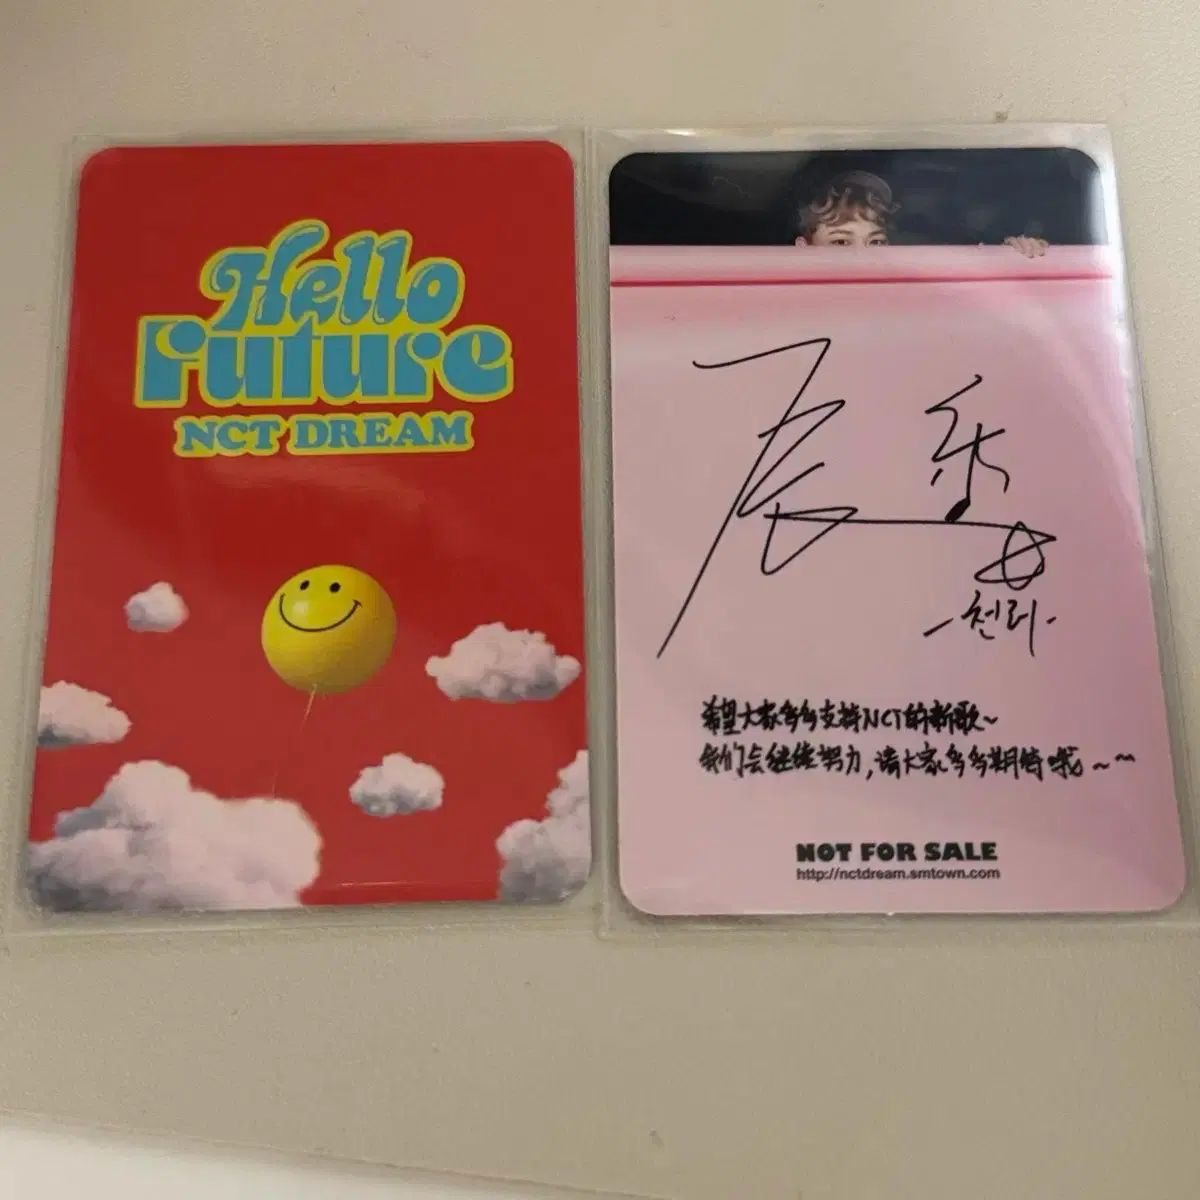 Hello
Future
NCT DREAM
辰乐
-천러-
希望大家多多支持NCT的新歌~
我们会继续努力,请大家多多期待哦~~
NOT FOR SALE
http://nctdream.smtown.com